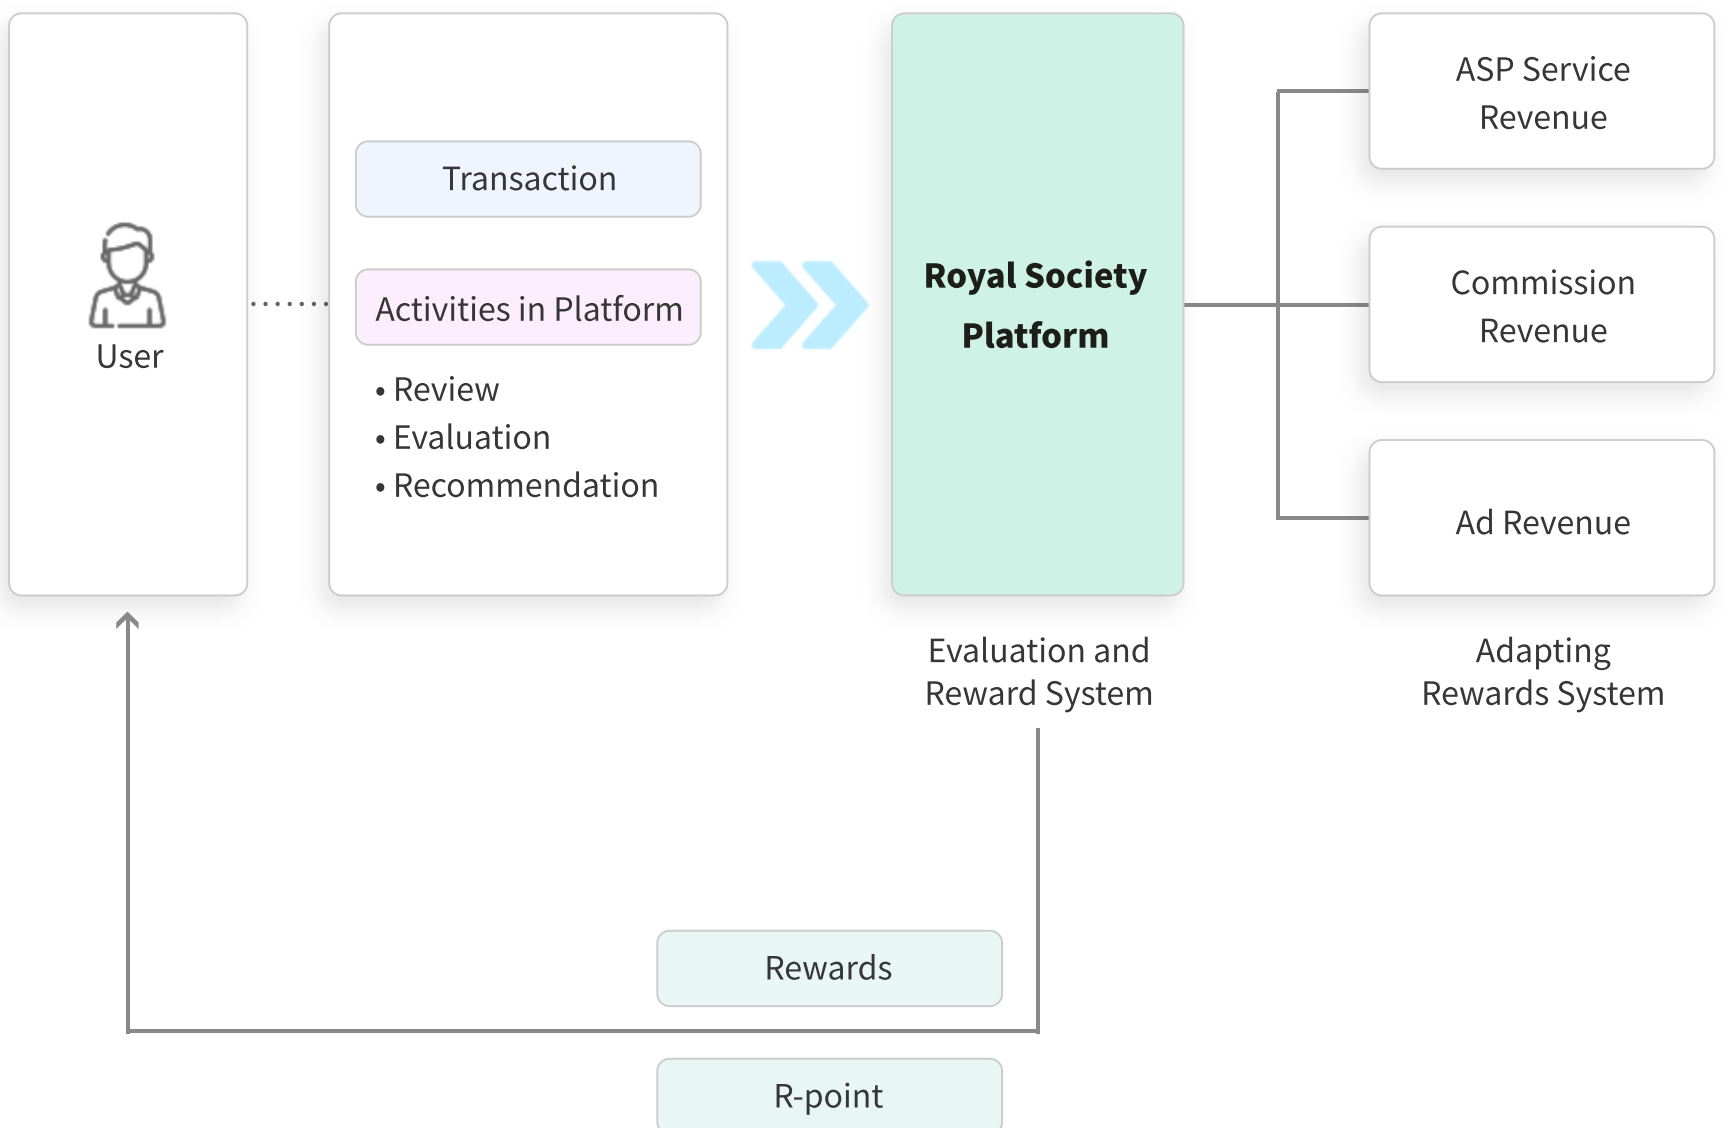 User
Transaction
Activities in Platform
• Review
• Evaluation
• Recommendation
Royal Society
Platform
Evaluation and
Reward System
ASP Service
Revenue
Commission
Revenue
Ad Revenue
Adapting
Rewards System
Rewards
R-point